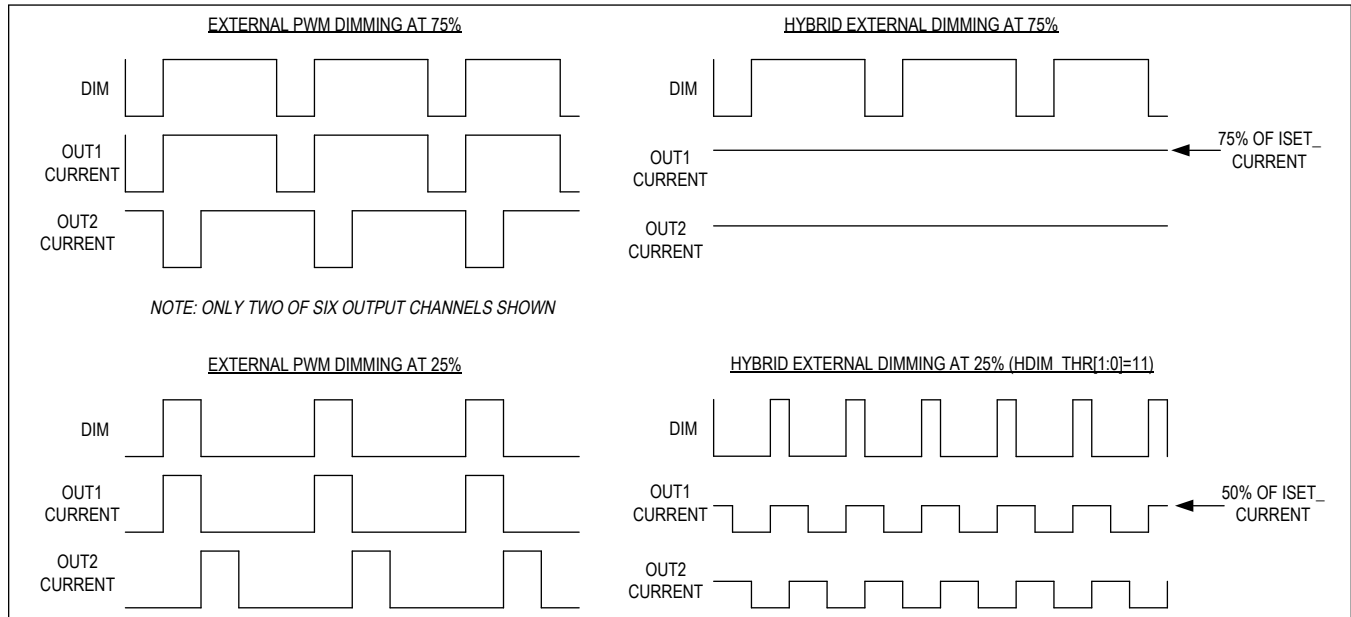 EXTERNAL PWM DIMMING AT 75%
DIM
OUT1
CURRENT
OUT2
CURRENT
NOTE: ONLY TWO OF SIX OUTPUT CHANNELS SHOWN
HYBRID EXTERNAL DIMMING AT 75%
DIM
OUT1
CURRENT
75% OF ISET_
CURRENT
OUT2
CURRENT
EXTERNAL PWM DIMMING AT 25%
DIM
OUT1
CURRENT
OUT2
CURRENT
HYBRID EXTERNAL DIMMING AT 25% (HDIM_THR[1:0]=11)
DIM
OUT1
CURRENT
50% OF ISET_
CURRENT
OUT2
CURRENT